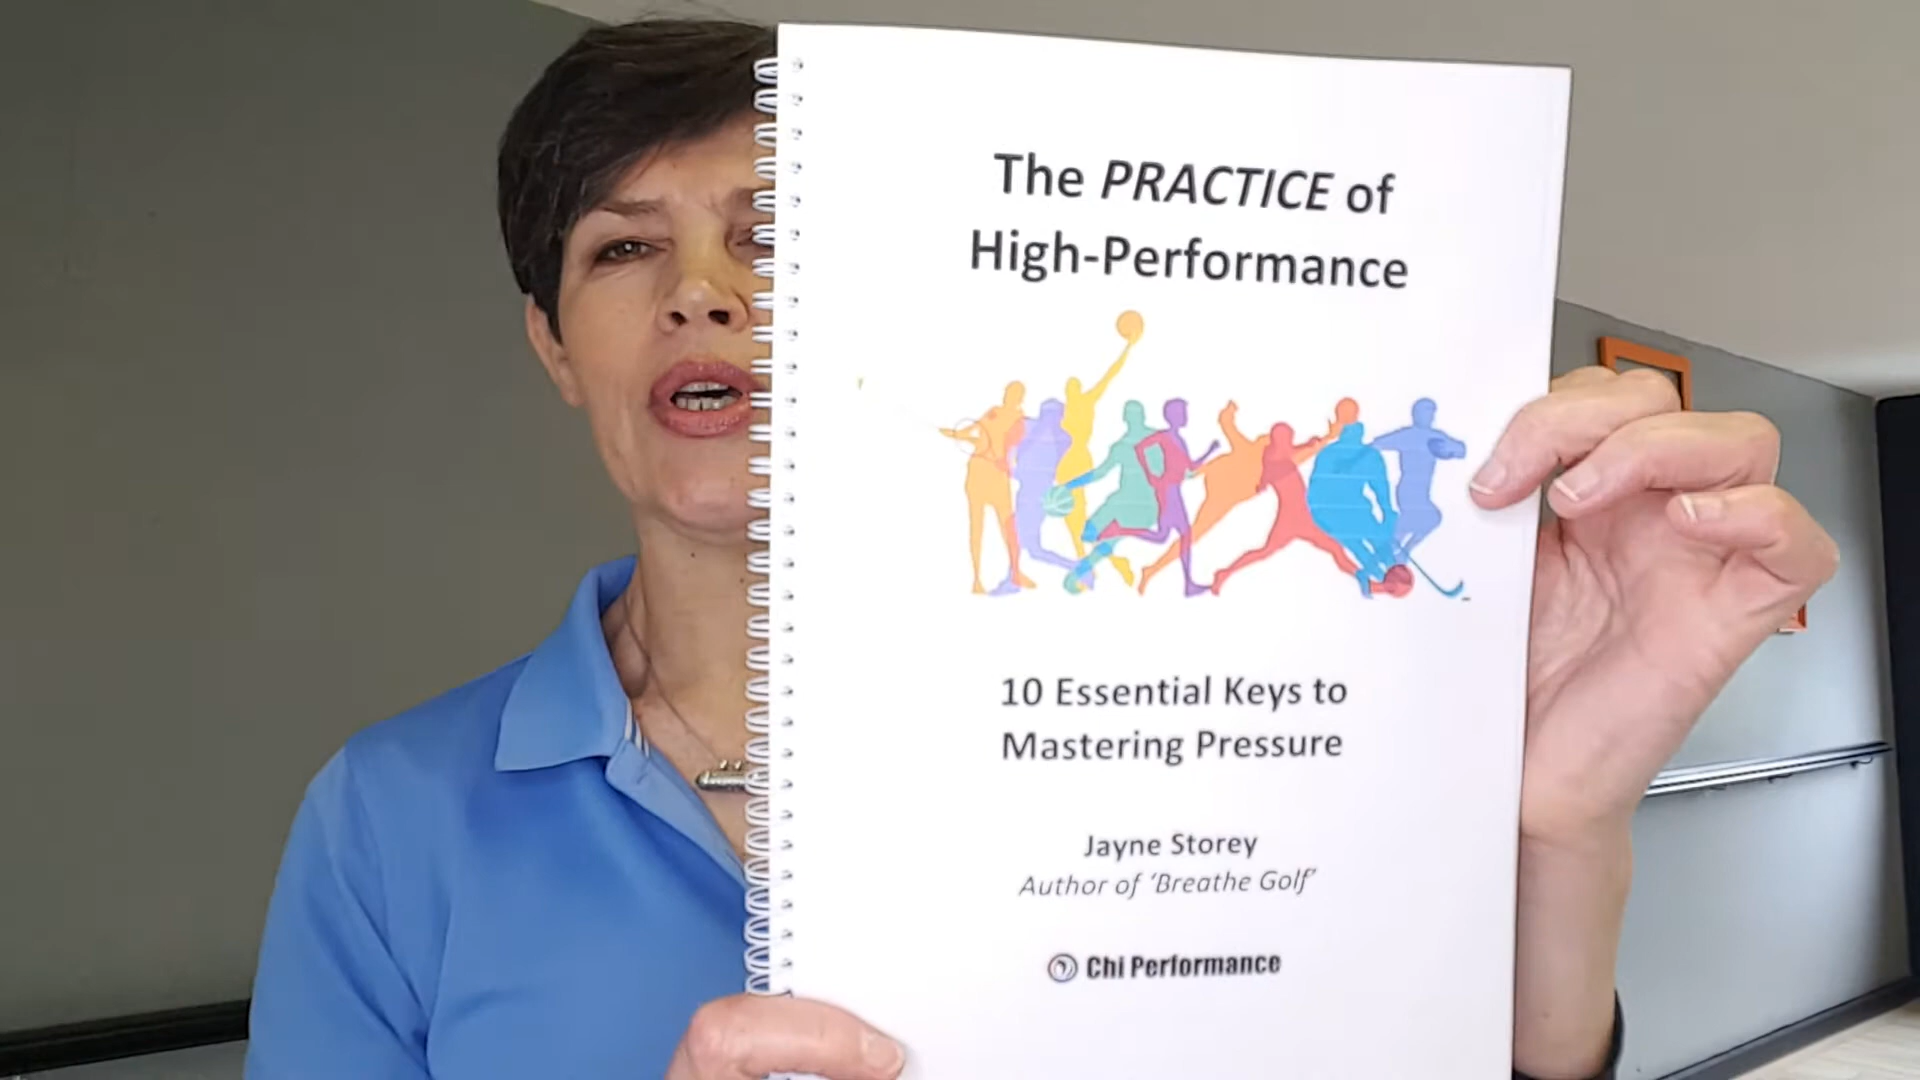 The PRACTICE of
High-Performance
10 Essential Keys to
Mastering Pressure
Jayne Storey
Author of ‘Breathe Golf’
Chi Performance